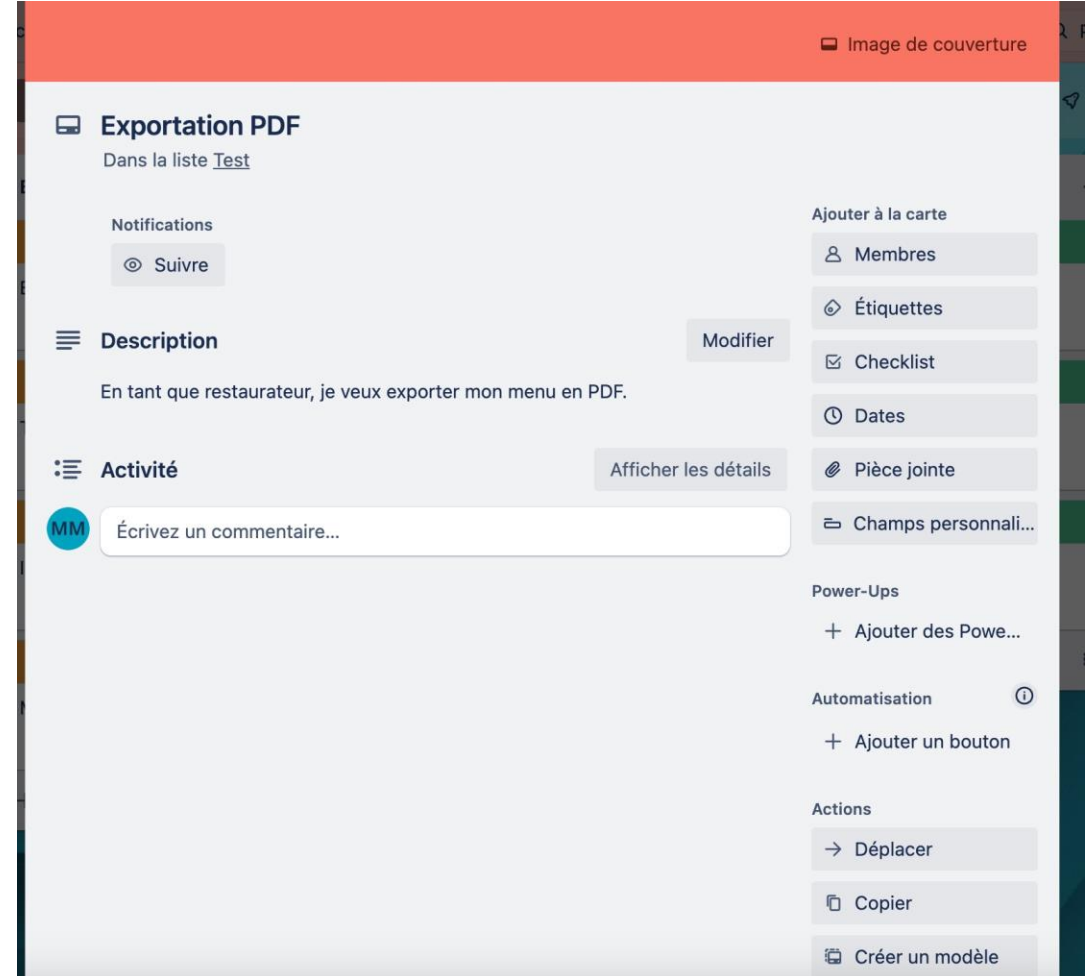 Image de couverture
Exportation PDF
Dans la liste Test
Notifications
Suivre
Description
Modifier
En tant que restaurateur, je veux exporter mon menu en PDF.
Activité
Afficher les détails
MM
Écrivez un commentaire...
Ajouter à la carte
Membres
Étiquettes
Checklist
Dates
Pièce jointe
Champs personnali...
Power-Ups
Ajouter des Powe...
Automatisation
Ajouter un bouton
Actions
Déplacer
Copier
Créer un modèle